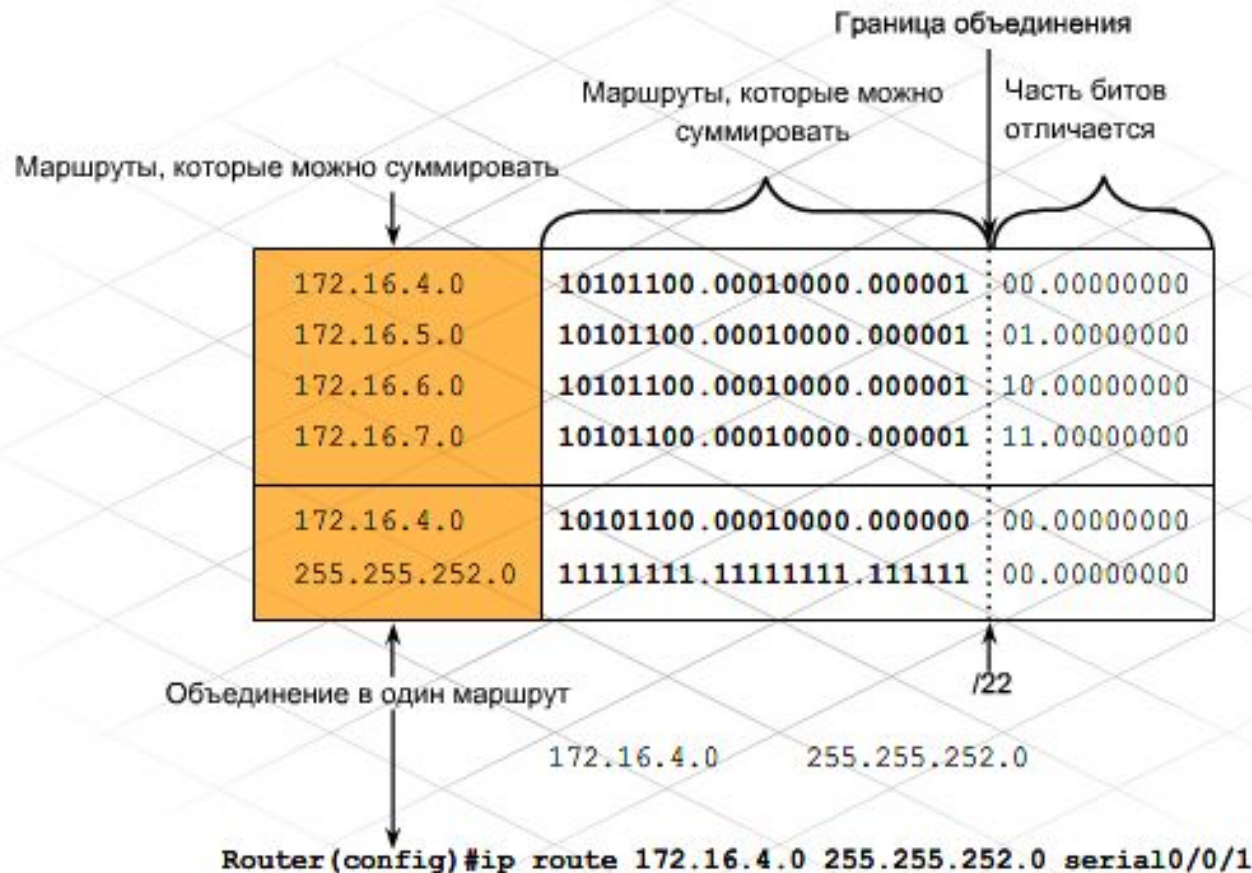 Граница объединения
Маршруты, которые можно
суммировать
Часть битов
отличается
Маршруты, которые можно суммировать
172.16.4.0 10101100.00010000.000001 00.00000000
172.16.5.0 10101100.00010000.000001 01.00000000
172.16.6.0 10101100.00010000.000001 10.00000000
172.16.7.0 10101100.00010000.000001 11.00000000
172.16.4.0 10101100.00010000.000000 00.00000000
255.255.252.0 11111111.11111111.111111 00.00000000
Объединение в один маршрут
/22
172.16.4.0 255.255.252.0
Router(config)#ip route 172.16.4.0 255.255.252.0 serial0/0/1